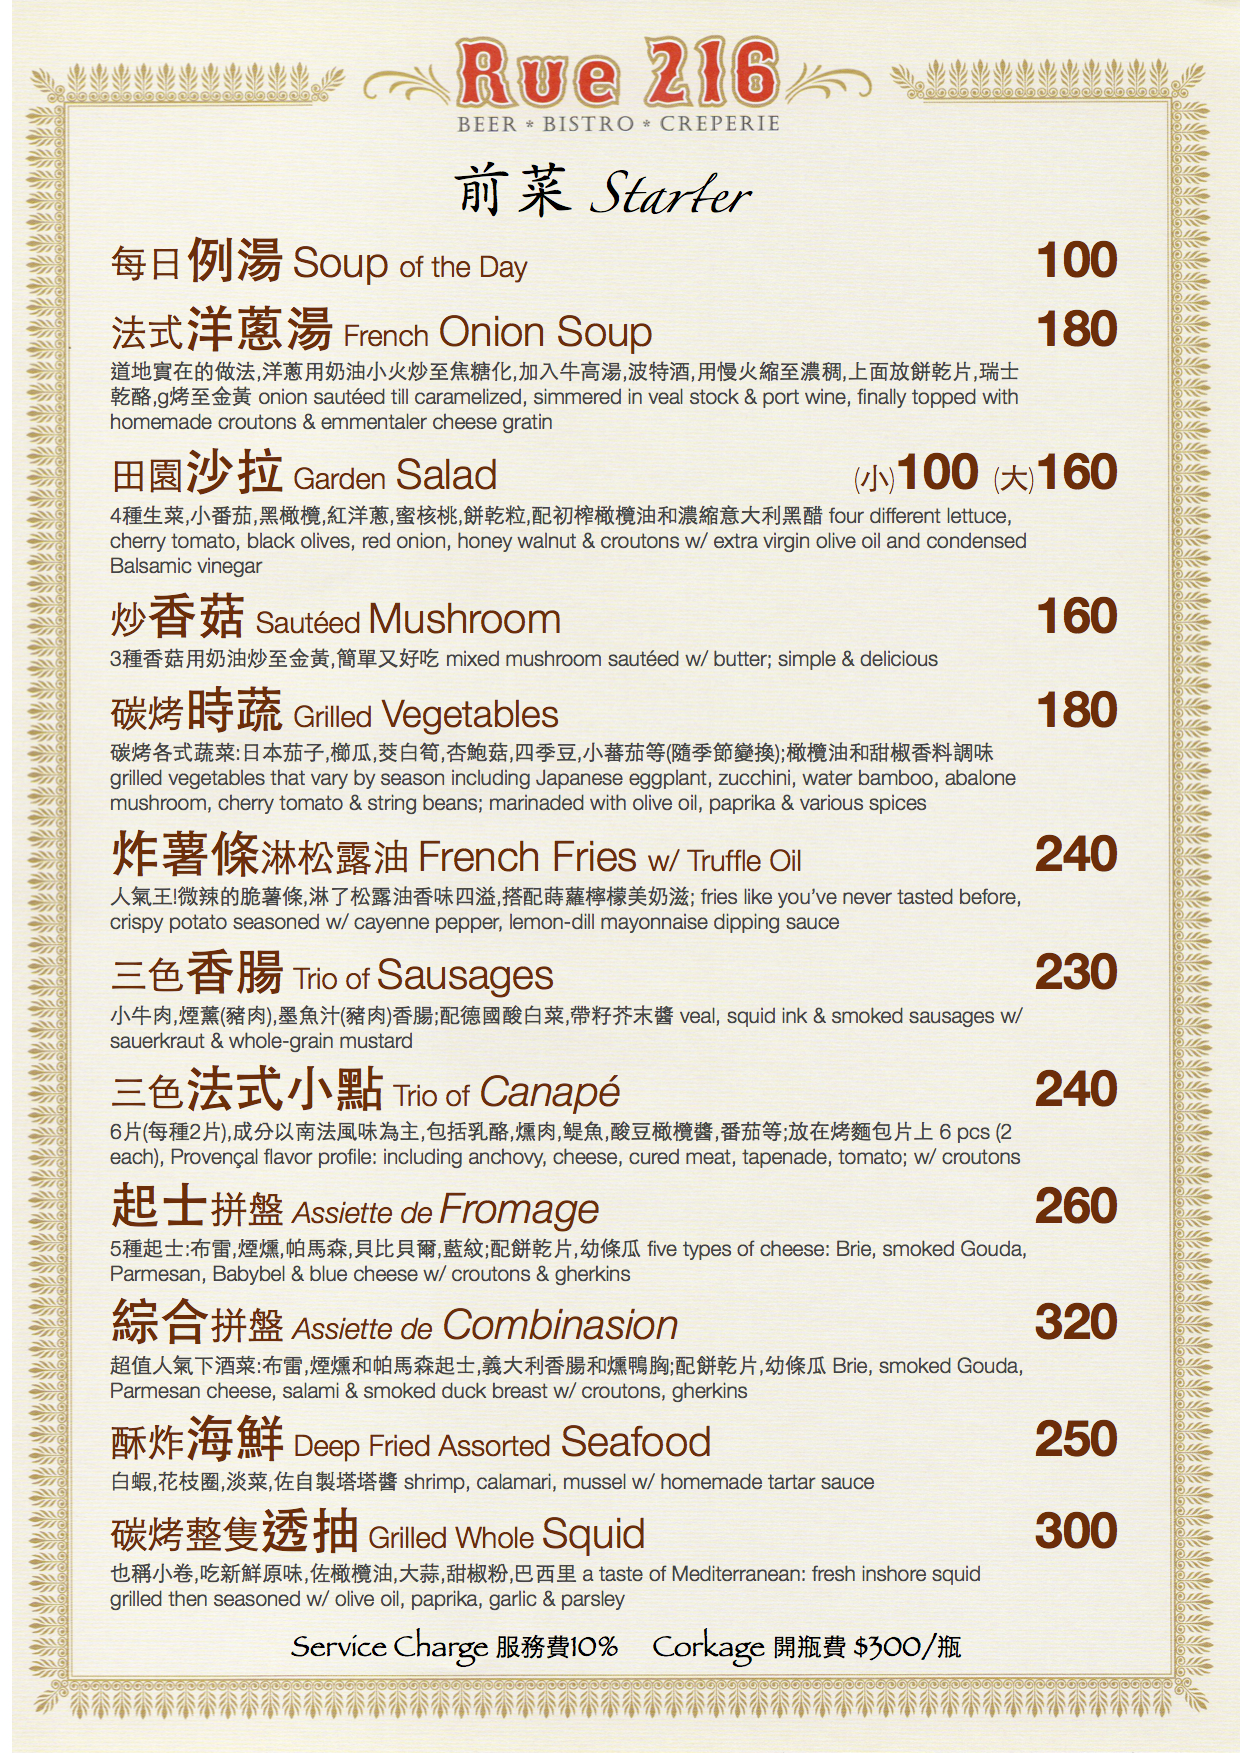 Rue 216
BEER * BISTRO * CREPERIE
前菜 Starter
每日例湯 Soup of the Day 100
法式洋蔥湯 French Onion Soup 180
道地實在的做法,洋蔥用奶油小火炒至焦糖化,加入牛高湯,波特酒,用慢火縮至濃稠,上面放餅乾片,瑞士
乾酪,g烤至金黃 onion sautéed till caramelized, simmered in veal stock & port wine, finally topped with
homemade croutons & emmentaler cheese gratin
田園沙拉 Garden Salad (小)100 (大)160
4種生菜,小番茄,黑橄欖,紅洋蔥,蜜核桃,餅乾粒,配初榨橄欖油和濃縮意大利黑醋 four different lettuce,
cherry tomato, black olives, red onion, honey walnut & croutons w/ extra virgin olive oil and condensed
Balsamic vinegar
炒香菇 Sautéed Mushroom 160
3種香菇用奶油炒至金黃,簡單又好吃 mixed mushroom sautéed w/ butter; simple & delicious
碳烤時蔬 Grilled Vegetables 180
碳烤各式蔬菜:日本茄子,櫛瓜,茭白筍,杏鮑菇,四季豆,小蕃茄等(隨季節變換);橄欖油和甜椒香料調味
grilled vegetables that vary by season including Japanese eggplant, zucchini, water bamboo, abalone
mushroom, cherry tomato & string beans; marinaded with olive oil, paprika & various spices
炸薯條淋松露油 French Fries w/ Truffle Oil 240
人氣王!微辣的脆薯條,淋了松露油香味四溢,搭配蒔蘿檸檬美奶滋; fries like you've never tasted before,
crispy potato seasoned w/ cayenne pepper, lemon-dill mayonnaise dipping sauce
三色香腸 Trio of Sausages 230
小牛肉,煙薰(豬肉),墨魚汁(豬肉)香腸;配德國酸白菜,帶籽芥末醬 veal, squid ink & smoked sausages w/
sauerkraut & whole-grain mustard
三色法式小點 Trio of Canapé 240
6片(每種2片),成分以南法風味為主,包括乳酪,燻肉,鯷魚,酸豆橄欖醬,番茄等;放在烤麵包片上 6 pcs (2
each), Provençal flavor profile: including anchovy, cheese, cured meat, tapenade, tomato; w/ croutons
起士拼盤 Assiette de Fromage 260
5種起士:布雷,煙燻,帕馬森,貝比貝爾,藍紋;配餅乾片,幼條瓜 five types of cheese: Brie, smoked Gouda,
Parmesan, Babybel & blue cheese w/ croutons & gherkins
綜合拼盤 Assiette de Combinasion 320
超值人氣下酒菜:布雷,煙燻和帕馬森起士,義大利香腸和燻鴨胸;配餅乾片,幼條瓜 Brie, smoked Gouda,
Parmesan cheese, salami & smoked duck breast w/ croutons, gherkins
酥炸海鮮 Deep Fried Assorted Seafood 250
白蝦,花枝圈,淡菜,佐自製塔塔醬 shrimp, calamari, mussel w/ homemade tartar sauce
碳烤整隻透抽 Grilled Whole Squid 300
也稱小卷,吃新鮮原味,佐橄欖油,大蒜,甜椒粉,巴西里 a taste of Mediterranean: fresh inshore squid
grilled then seasoned w/ olive oil, paprika, garlic & parsley
Service Charge 服務費10% Corkage 開瓶費 $300/瓶